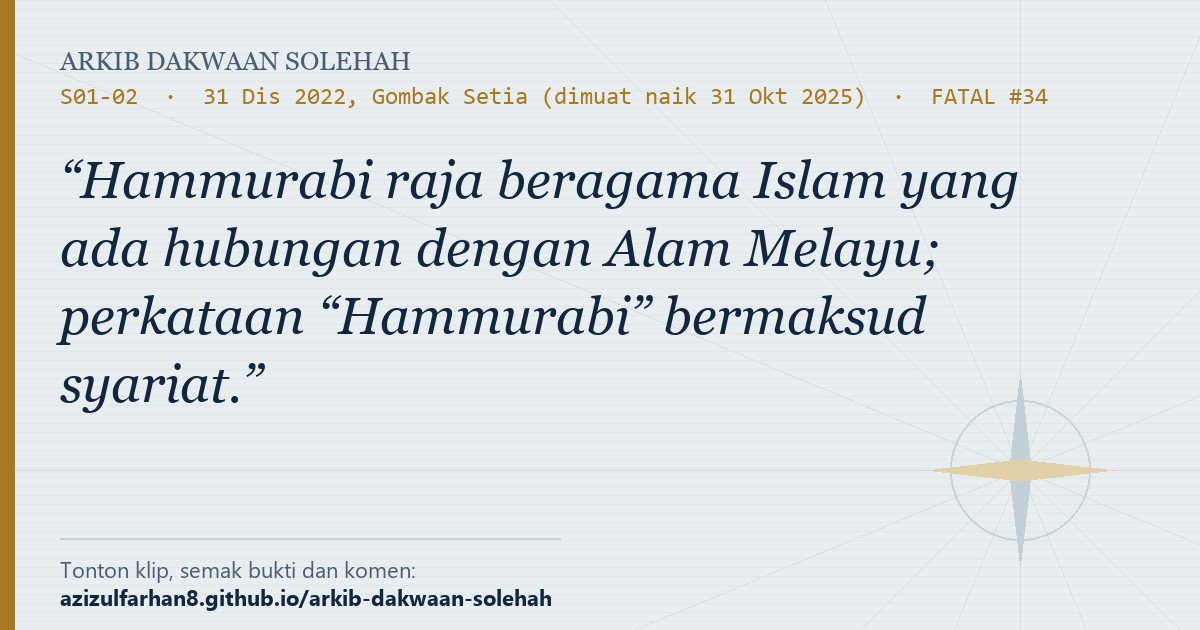 ARKIB DAKWAAN SOLEHAH
S01-02 · 31 Dis 2022, Gombak Setia (dimuat naik 31 Okt 2025) · FATAL #34
“Hammurabi raja beragama Islam yang
ada hubungan dengan Alam Melayu;
perkataan “Hammurabi” bermaksud
syariat.”
Tonton klip, semak bukti dan komen:
azizulfarhan8.github.io/arkib-dakwaan-solehah